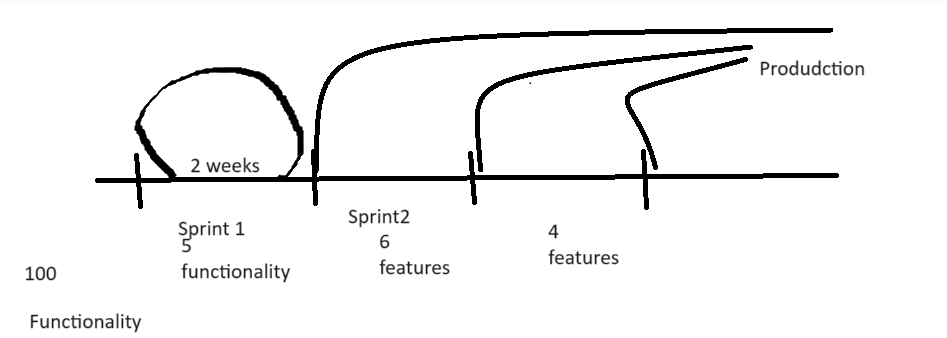 Produdction
2 weeks
Sprint 1
5
functionality
Sprint2
6
features
4
features
100
Functionality